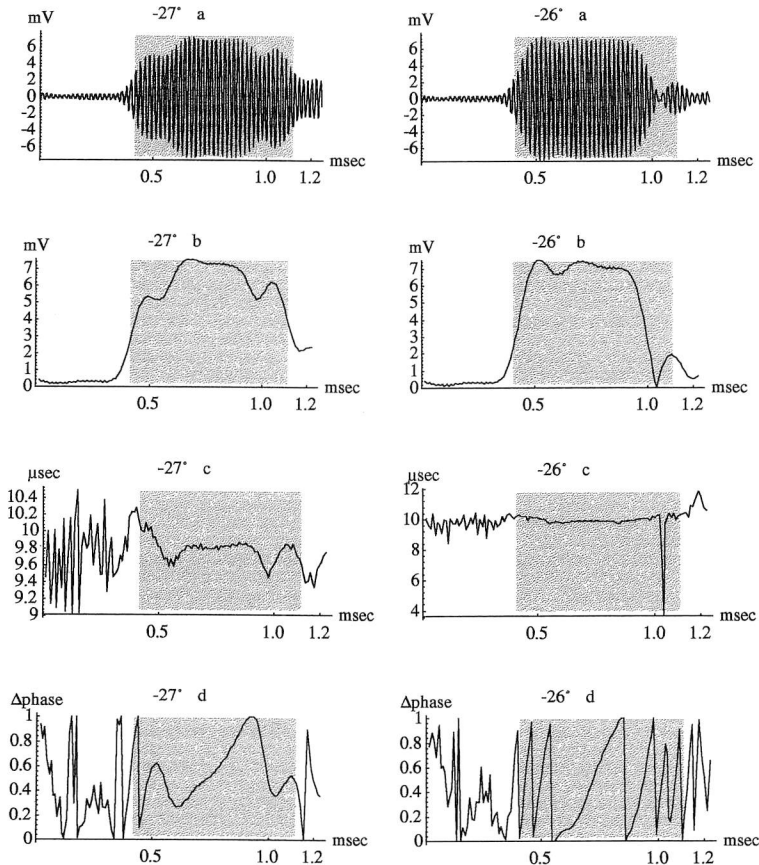 -27° a
mV
6
4
2
0
-2
-4
-6
0.5 1.0 1.2
msec
-26° a
mV
6
4
2
0
-2
-4
-6
0.5 1.0 1.2
msec
-27° b
mV
7
6
5
4
3
2
1
0
0.5 1.0 1.2
msec
-26° b
mV
7
6
5
4
3
2
1
0
0.5 1.0 1.2
msec
-27° c
μsec
10.4
10.2
10
9.8
9.6
9.4
9.2
9
0.5 1.0 1.2
msec
-26° c
μsec
12
10
8
6
4
0.5 1.0 1.2
msec
-27° d
Δphase
1
0.8
0.6
0.4
0.2
0
0.5 1.0 1.2
msec
-26° d
Δphase
1
0.8
0.6
0.4
0.2
0
0.5 1.0 1.2
msec